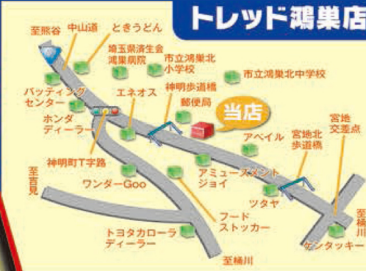 トレッド鴻巣店
至熊谷
中山道
ときうどん
埼玉県済生会
鴻巣病院
市立鴻巣北
小学校
市立鴻巣北中学校
バッティング
センター
エネオス
神明歩道橋
郵便局
当店
ホンダ
ディーラー
アベイル
宮地北
歩道橋
宮地
交差点
神明町T字路
アミューズメント
ジョイ
ワンダーGoo
至吉見
ツタヤ
フード
ストッカー
トヨタカローラ
ディーラー
至桶川
ケンタッキー
至桶川